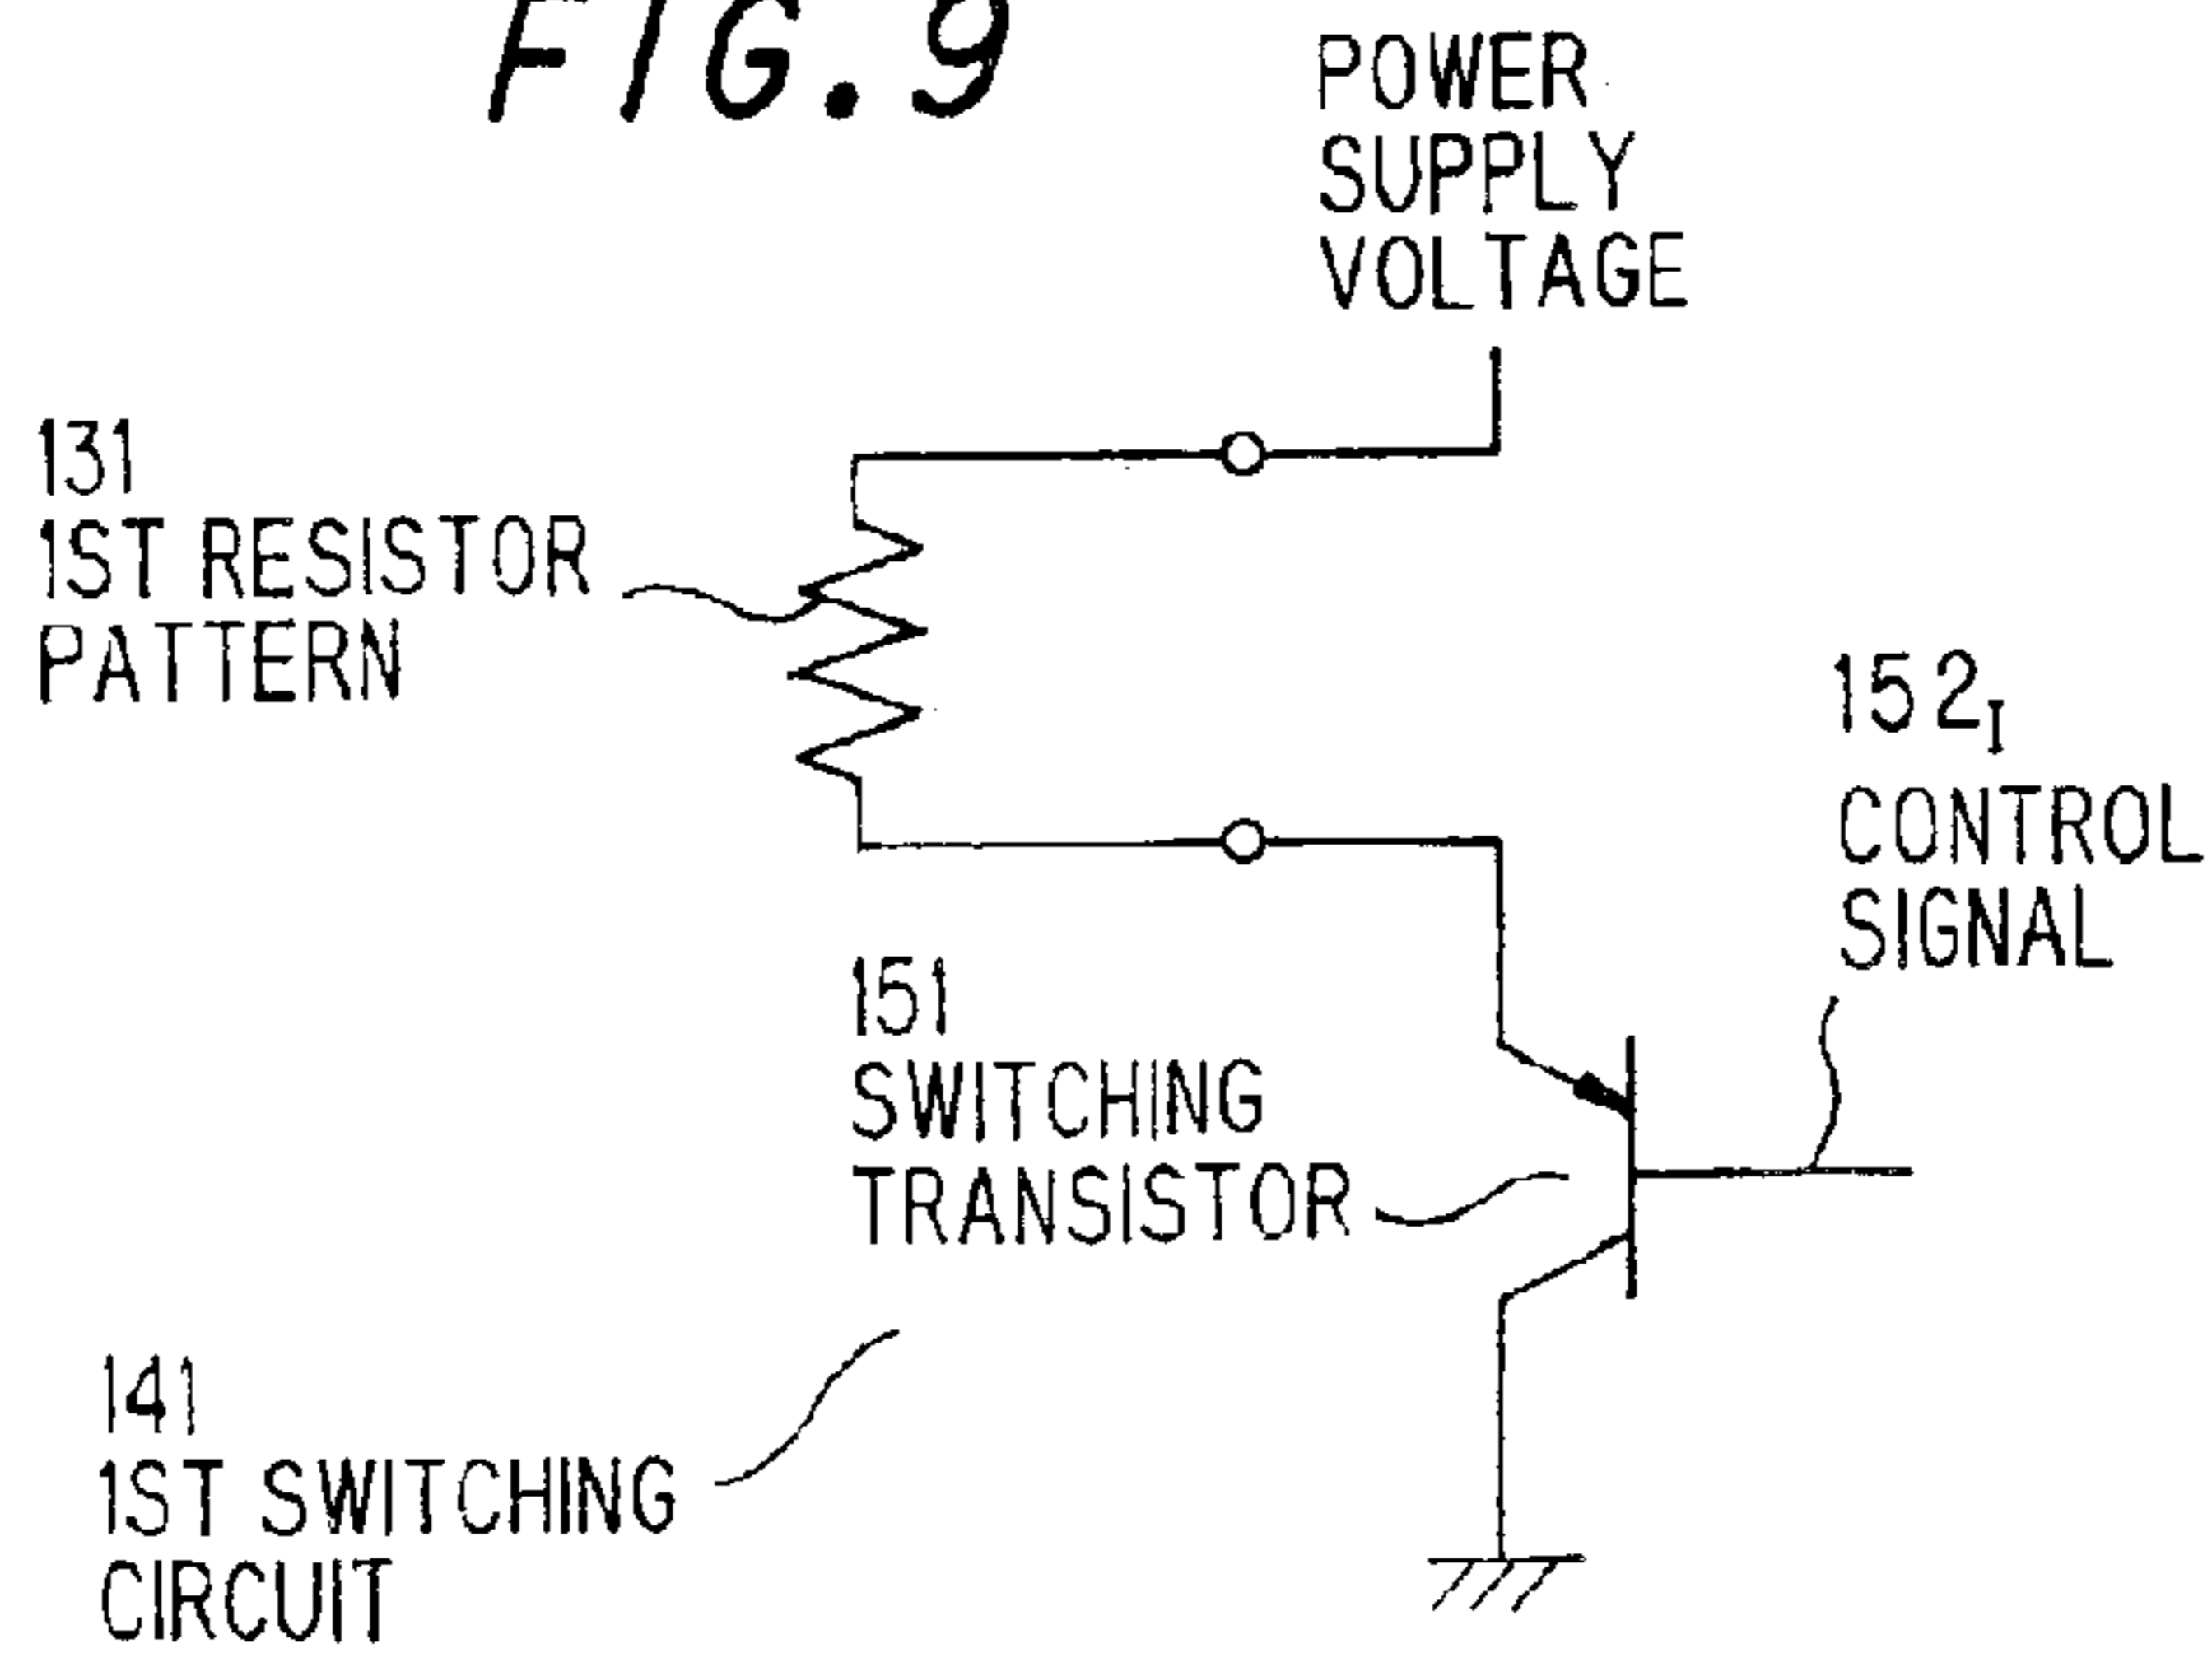 FIG. 9
POWER
SUPPLY
VOLTAGE
131
1ST RESISTOR
PATTERN
152I
CONTROL
SIGNAL
151
SWITCHING
TRANSISTOR
141
1ST SWITCHING
CIRCUIT